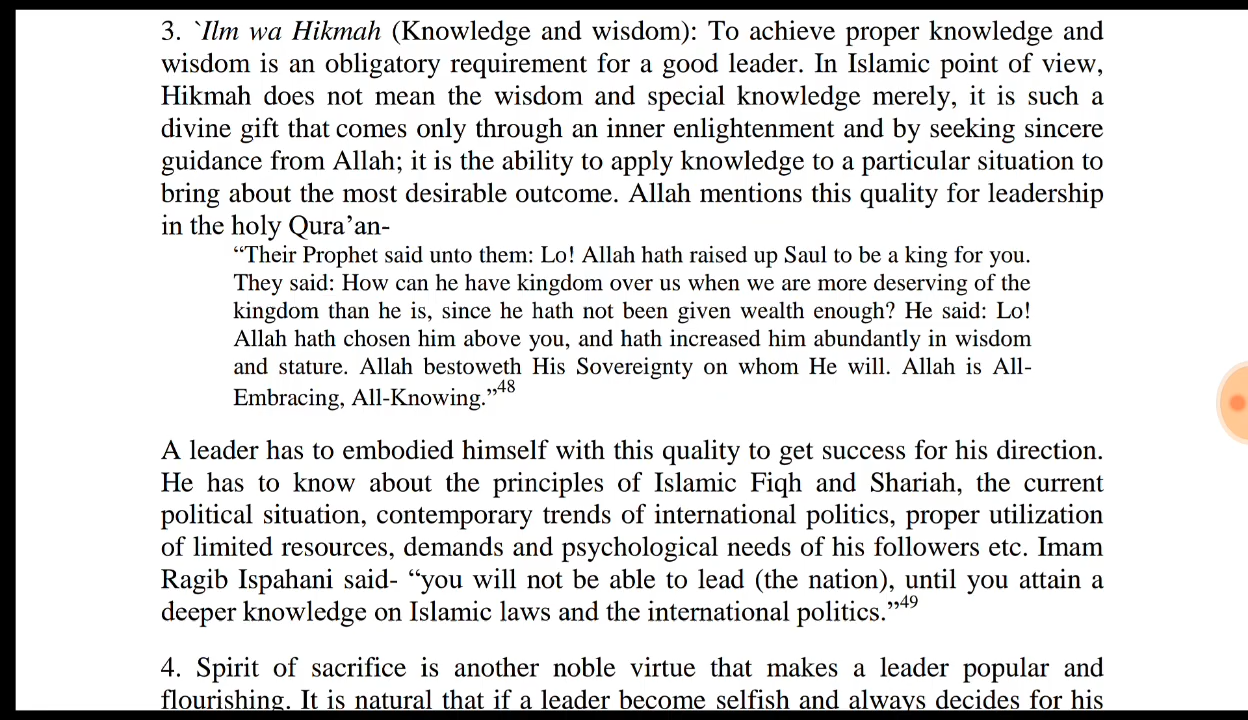 3. `Ilm wa Hikmah (Knowledge and wisdom): To achieve proper knowledge and
wisdom is an obligatory requirement for a good leader. In Islamic point of view,
Hikmah does not mean the wisdom and special knowledge merely, it is such a
divine gift that comes only through an inner enlightenment and by seeking sincere
guidance from Allah; it is the ability to apply knowledge to a particular situation to
bring about the most desirable outcome. Allah mentions this quality for leadership
in the holy Qura’an-
“Their Prophet said unto them: Lo! Allah hath raised up Saul to be a king for you.
They said: How can he have kingdom over us when we are more deserving of the
kingdom than he is, since he hath not been given wealth enough? He said: Lo!
Allah hath chosen him above you, and hath increased him abundantly in wisdom
and stature. Allah bestoweth His Sovereignty on whom He will. Allah is All-
Embracing, All-Knowing.”48
A leader has to embodied himself with this quality to get success for his direction.
He has to know about the principles of Islamic Fiqh and Shariah, the current
political situation, contemporary trends of international politics, proper utilization
of limited resources, demands and psychological needs of his followers etc. Imam
Ragib Ispahani said- “you will not be able to lead (the nation), until you attain a
deeper knowledge on Islamic laws and the international politics.”49
4. Spirit of sacrifice is another noble virtue that makes a leader popular and
flourishing. It is natural that if a leader become selfish and always decides for his